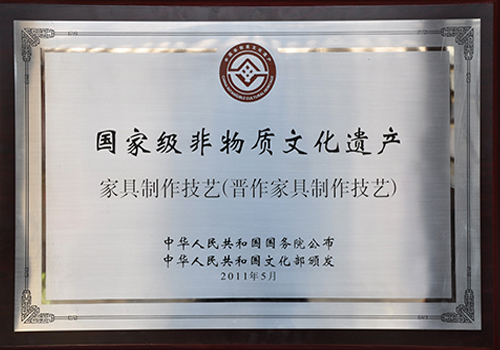 国家级非物质文化遗产
家具制作技艺(晋作家具制作技艺)
中华人民共和国国务院公布
中华人民共和国文化部颁发
2011年5月